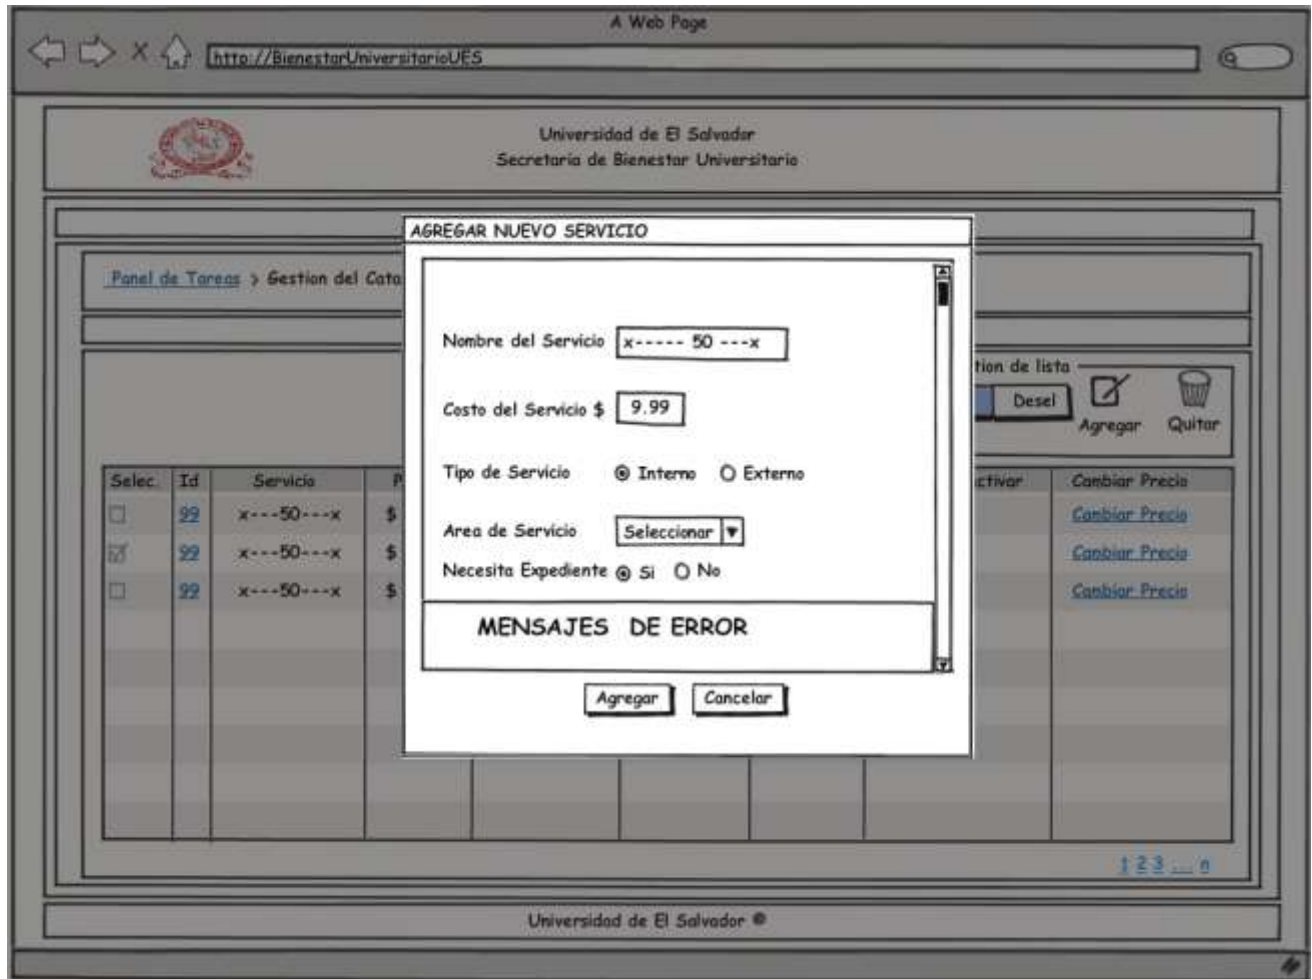 A Web Page
http://BienestarUniversitarioUES
Universidad de El Salvador
Secretaria de Bienestar Universitario
AGREGAR NUEVO SERVICIO
Panel de Tareas > Gestion del Cata
Nombre del Servicio x----- 50 ---x
Costo del Servicio $ 9.99
Tipo de Servicio Interno Externo
Area de Servicio Seleccionar
Necesita Expediente Si No
MENSAJES DE ERROR
Agregar Cancelar
tion de lista
Desel Agregar Quitar
Selec. Id Servicio P ctivar Cambiar Precio
99 x---50---x $ Cambiar Precio
99 x---50---x $ Cambiar Precio
99 x---50---x $ Cambiar Precio
1 2 3 ... n
Universidad de El Salvador ®